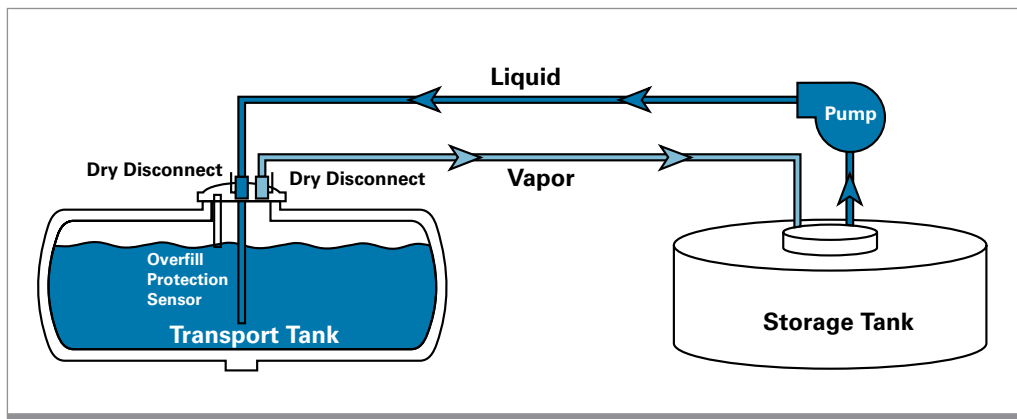 Liquid
Pump
Dry Disconnect
Dry Disconnect
Vapor
Overfill
Protection
Sensor
Transport Tank
Storage Tank